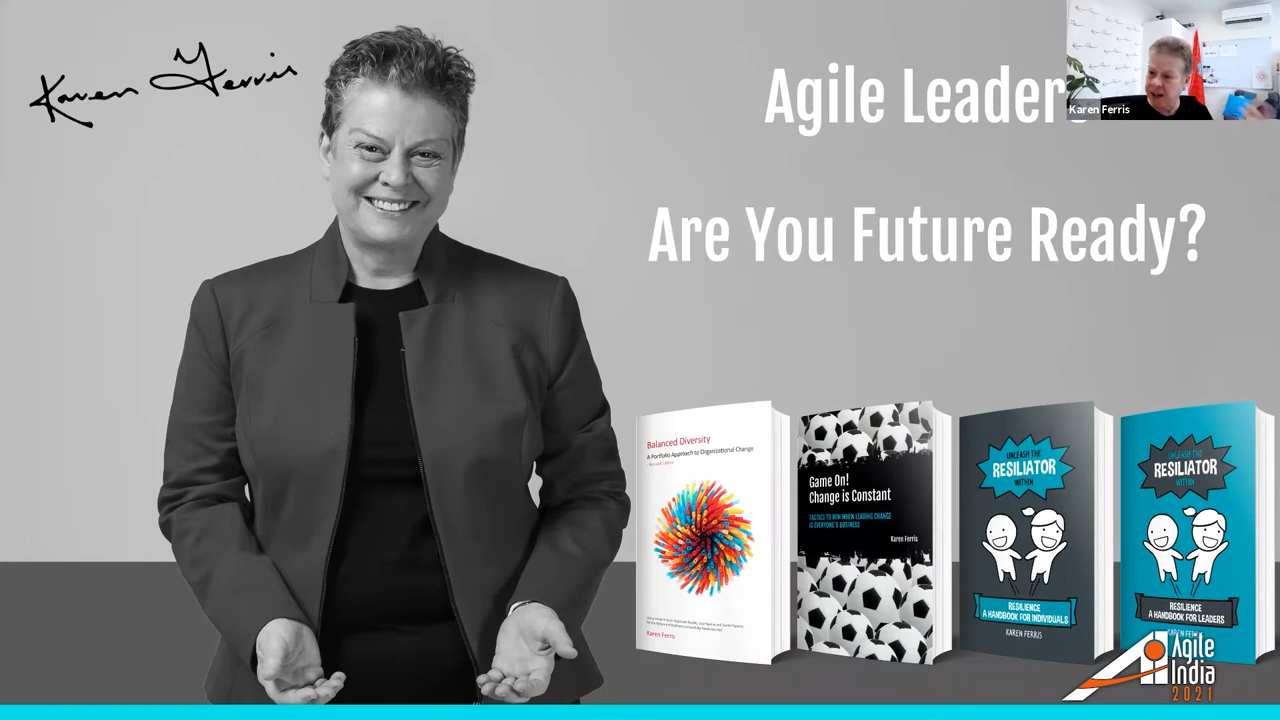 Karen Ferris
Agile Leaders
Karen Ferris
Are You Future Ready?
Balanced Diversity
A Portfolio Approach to Organizational Change
Karen Ferris
Game On!
Change is Constant
TACTICS TO WIN WHEN LEADING CHANGE
IS EVERYONE'S BUSINESS
Karen Ferris
UNLEASH THE
RESILIATOR
WITHIN
RESILIENCE
A HANDBOOK FOR INDIVIDUALS
KAREN FERRIS
UNLEASH THE
RESILIATOR
WITHIN
RESILIENCE
A HANDBOOK FOR LEADERS
Agile
India
2021